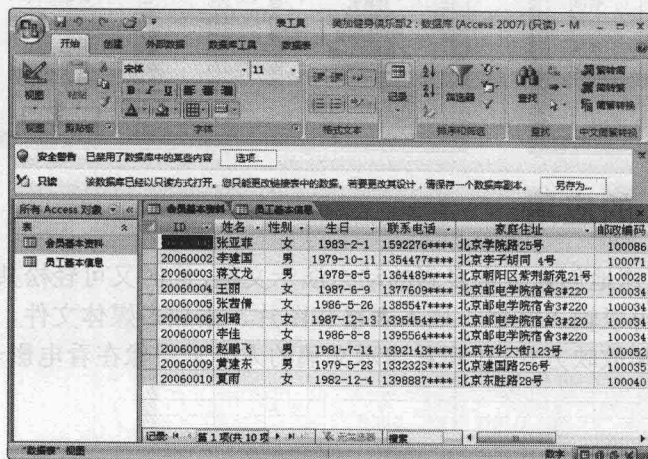 表工具
美加健身俱乐部2 : 数据库 (Access 2007) (只读) - M
开始 创建 外部数据 数据库工具 数据表
视图
粘贴
宋体 11
B I U
A
记录
筛选器
查找
繁转简
简转繁
简繁转换
视图 剪贴板 字体 格式文本 排序和筛选 查找 中文简繁转换
安全警告 已禁用了数据库中的某些内容 选项...
只读 该数据库已经以只读方式打开。您只能更改链接表中的数据。若要更改其设计，请保存一个数据库副本。 另存为...
所有 Access 对象
表
会员基本资料
员工基本信息
会员基本资料 员工基本信息
ID 姓名 性别 生日 联系电话 家庭住址 邮政编码
张亚菲 女 1983-2-1 1592276**** 北京学院路25号 100086
20060002 李建国 男 1979-10-11 1354477**** 北京李子胡同 4号 100071
20060003 蒋文龙 男 1978-8-5 1364489**** 北京朝阳区紫荆新苑21号 100028
20060004 王丽 女 1987-6-9 1377609**** 北京邮电学院宿舍3#220 100034
20060005 张茜倩 女 1986-5-26 1385547**** 北京邮电学院宿舍3#220 100034
20060006 刘璐 女 1987-12-13 1395454**** 北京邮电学院宿舍3#220 100034
20060007 李佳 女 1986-8-8 1395564**** 北京邮电学院宿舍3#220 100034
20060008 赵鹏飞 男 1981-7-14 1392143**** 北京东华大街123号 100052
20060009 黄建东 男 1979-5-23 1332323**** 北京建国路256号 100035
20060010 夏雨 女 1982-12-4 1398887**** 北京东胜路28号 100040
记录: 第 1 项(共 10 项 无筛选器 搜索
"数据表" 视图 数字